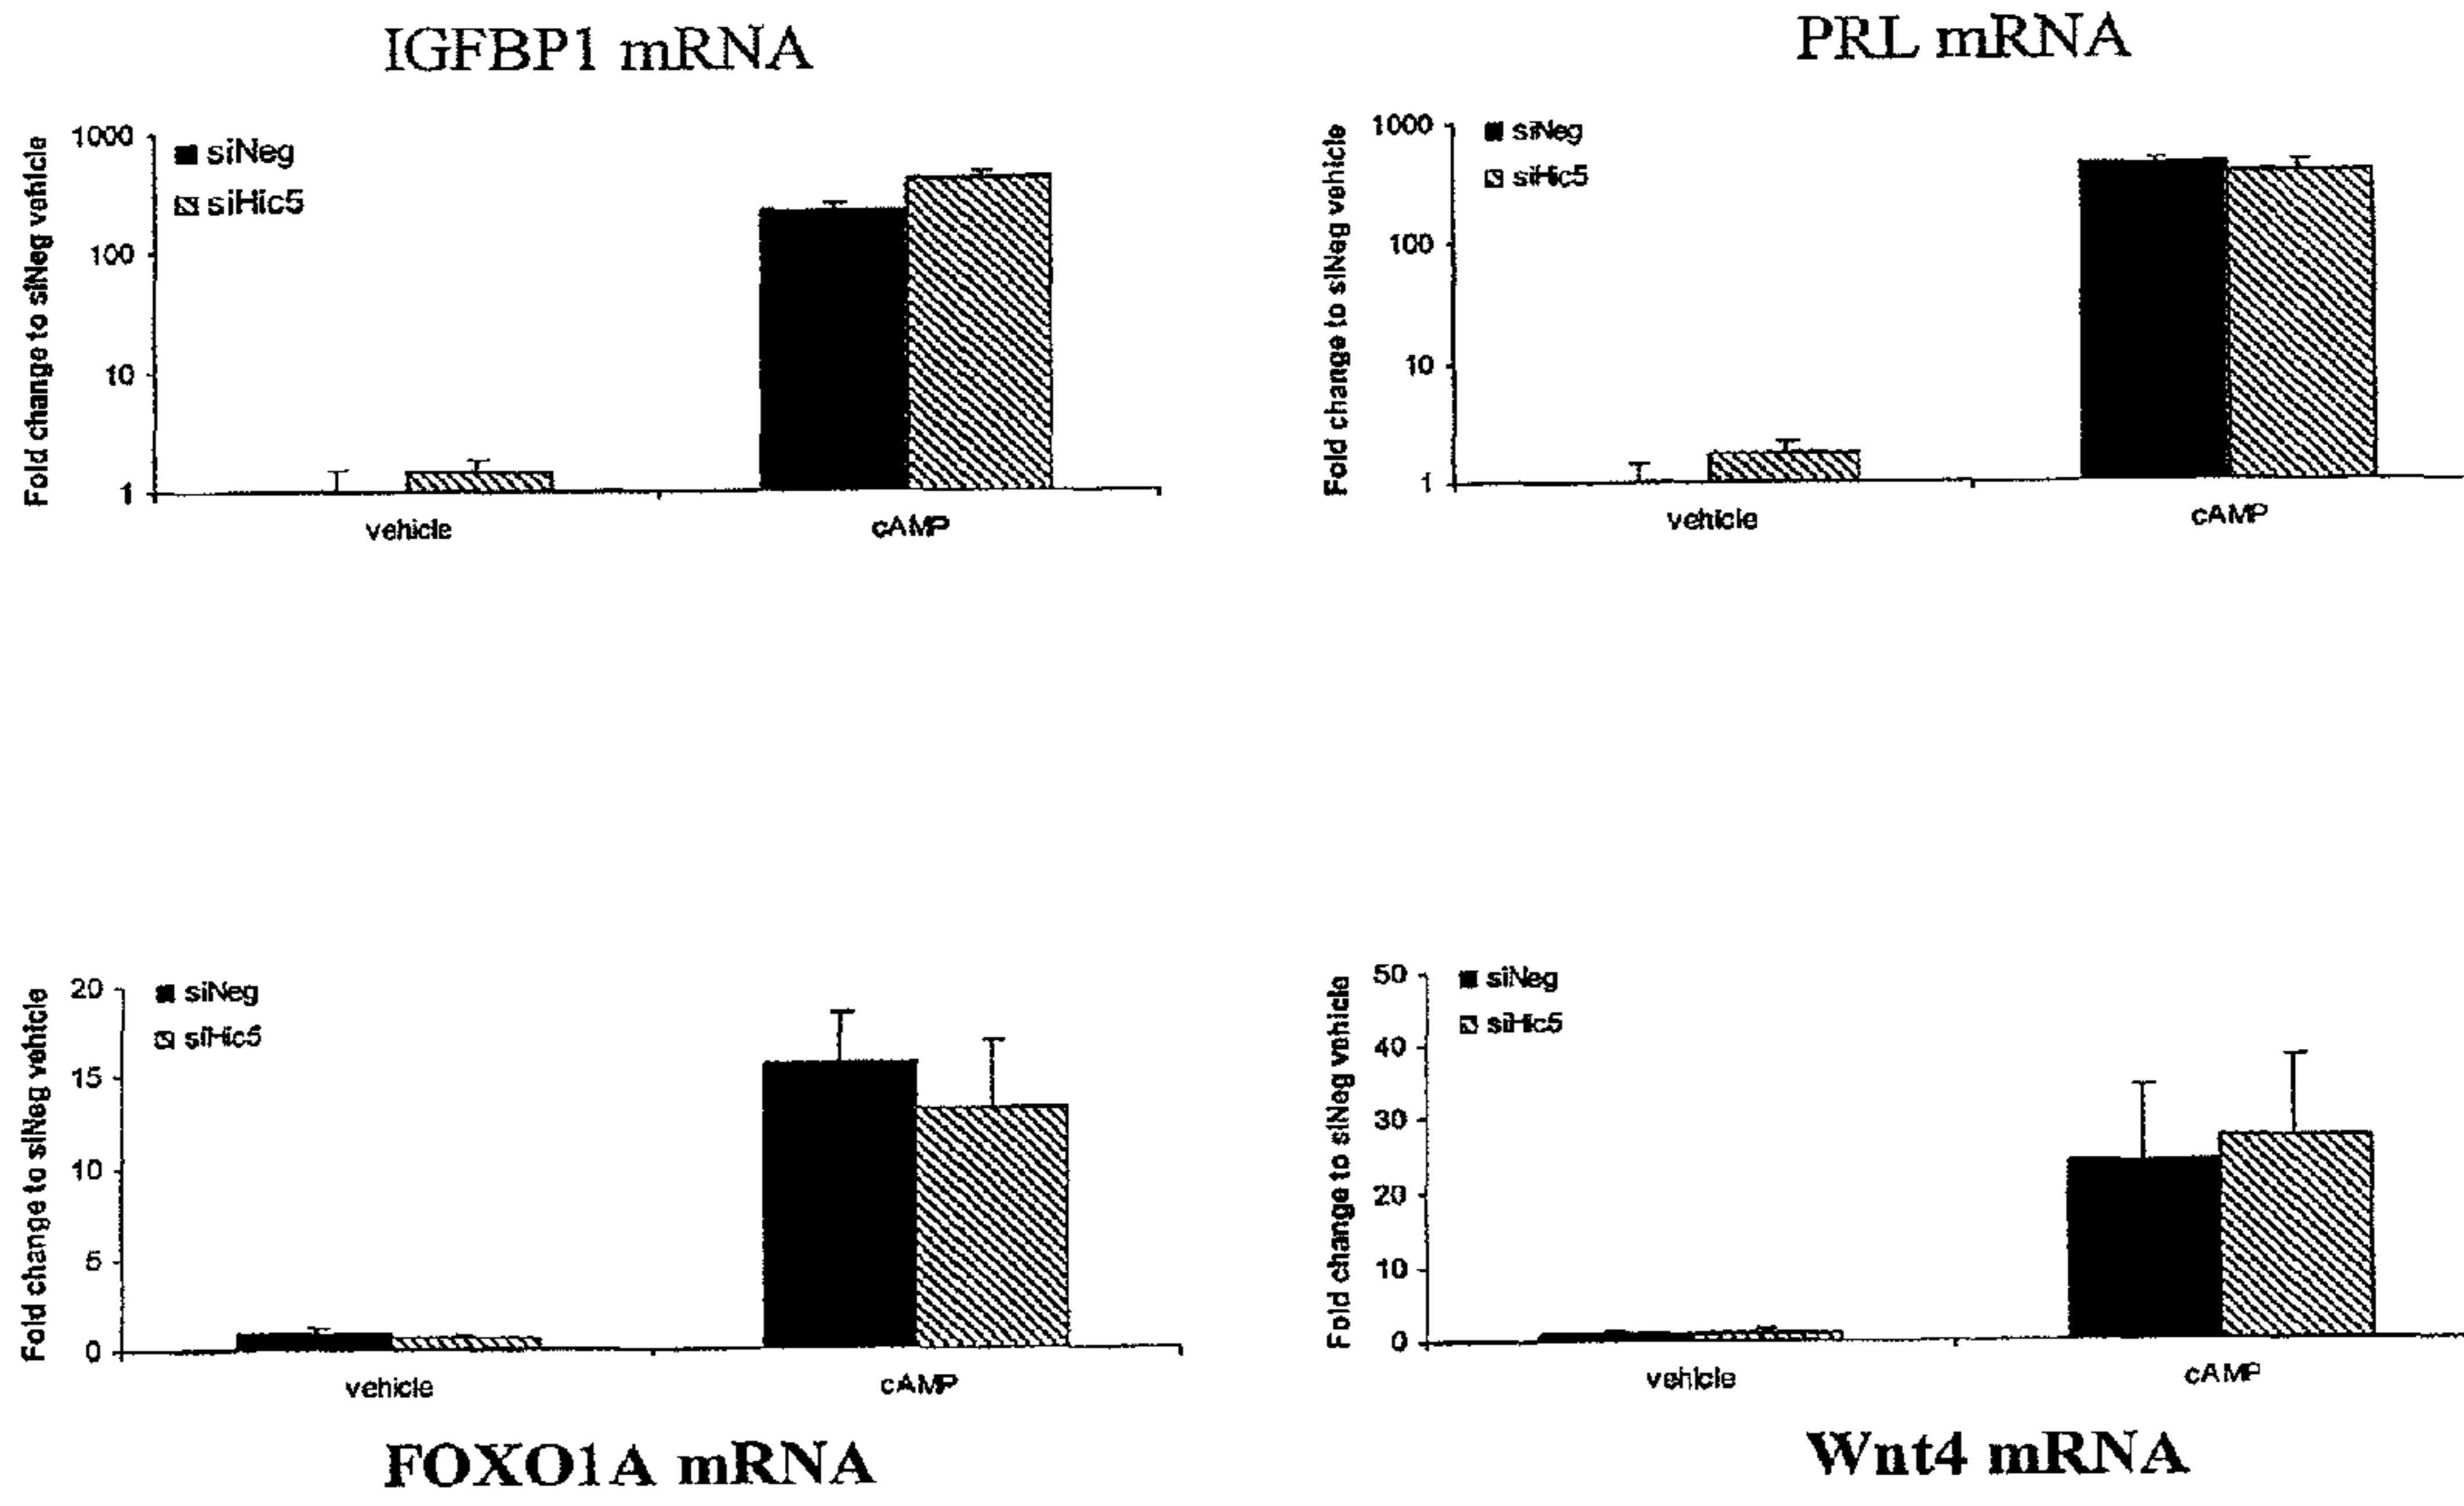 IGFBP1 mRNA
Fold change to siNeg vehicle
1000
100
10
1
siNeg
siHic5
vehicle
cAMP
PRL mRNA
Fold change to siNeg vehicle
1000
100
10
1
siNeg
siHic5
vehicle
cAMP
Fold change to siNeg vehicle
20
15
10
5
0
siNeg
siHic5
vehicle
cAMP
FOXO1A mRNA
Fold change to siNeg vehicle
50
40
30
20
10
0
siNeg
siHic5
vehicle
cAMP
Wnt4 mRNA